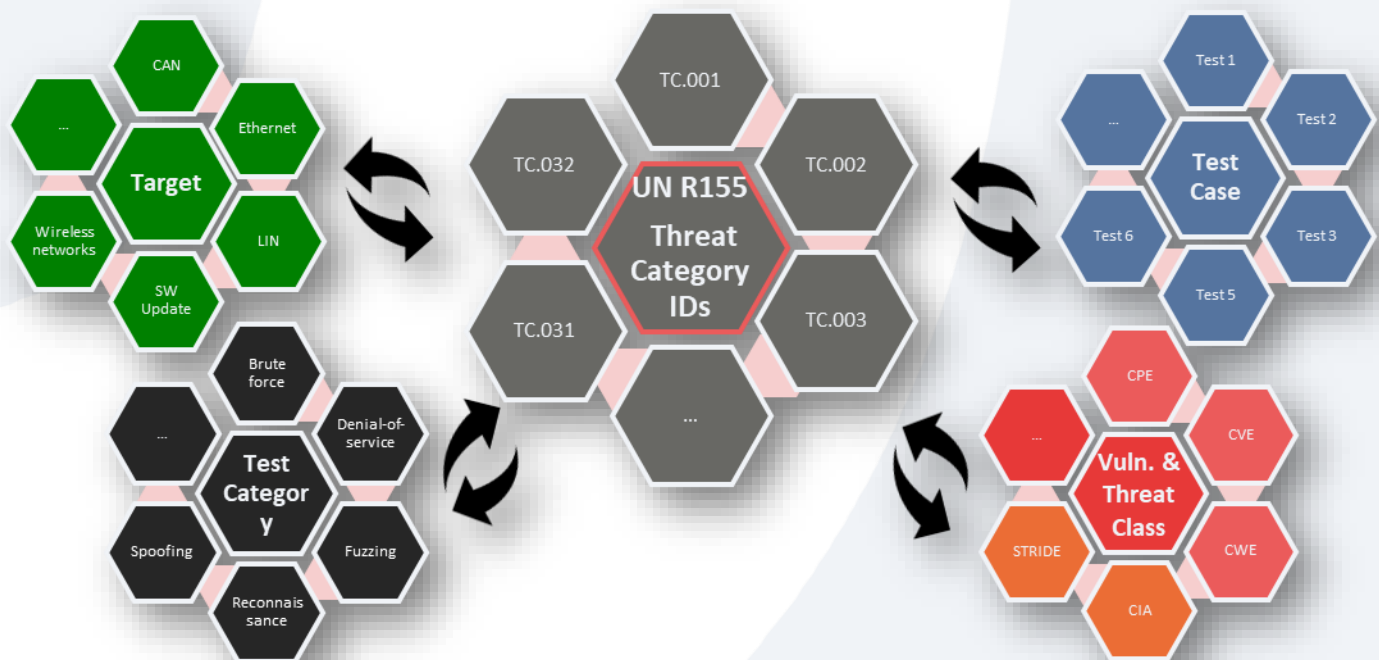 CAN
...
Ethernet
Target
Wireless
networks
LIN
SW
Update
TC.001
TC.032
TC.002
UN R155
Threat
Category
IDs
TC.031
TC.003
...
Test 1
...
Test 2
Test
Case
Test 6
Test 3
Test 5
Brute
force
...
Denial-of-
service
Test
Categor
y
Spoofing
Fuzzing
Reconnais
sance
CPE
...
CVE
Vuln. &
Threat
Class
STRIDE
CWE
CIA